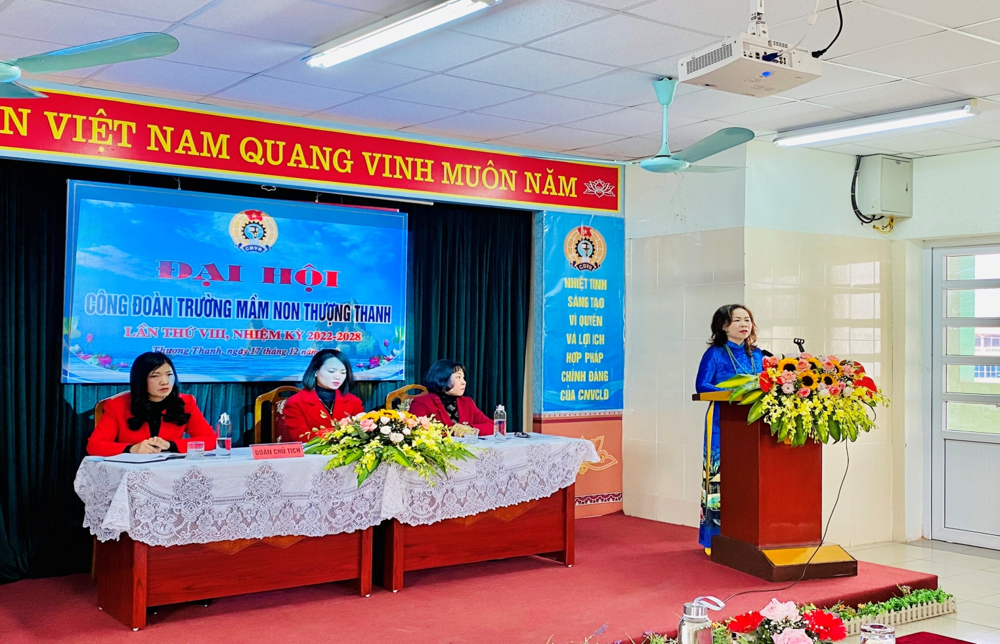 N VIỆT NAM QUANG VINH MUÔN NĂM
CĐVN
ĐẠI HỘI
CÔNG ĐOÀN TRƯỜNG MẦM NON THƯỢNG THANH
LẦN THỨ VIII, NHIỆM KỲ 2022-2028
Thượng Thanh, ngày 17 tháng 12 năm
CĐVN
NHIỆT TÌNH
SÁNG TẠO
VÌ QUYỀN
VÀ LỢI ÍCH
HỢP PHÁP
CHÍNH ĐÁNG
CỦA CNVCLĐ
ĐOÀN CHỦ TỊCH